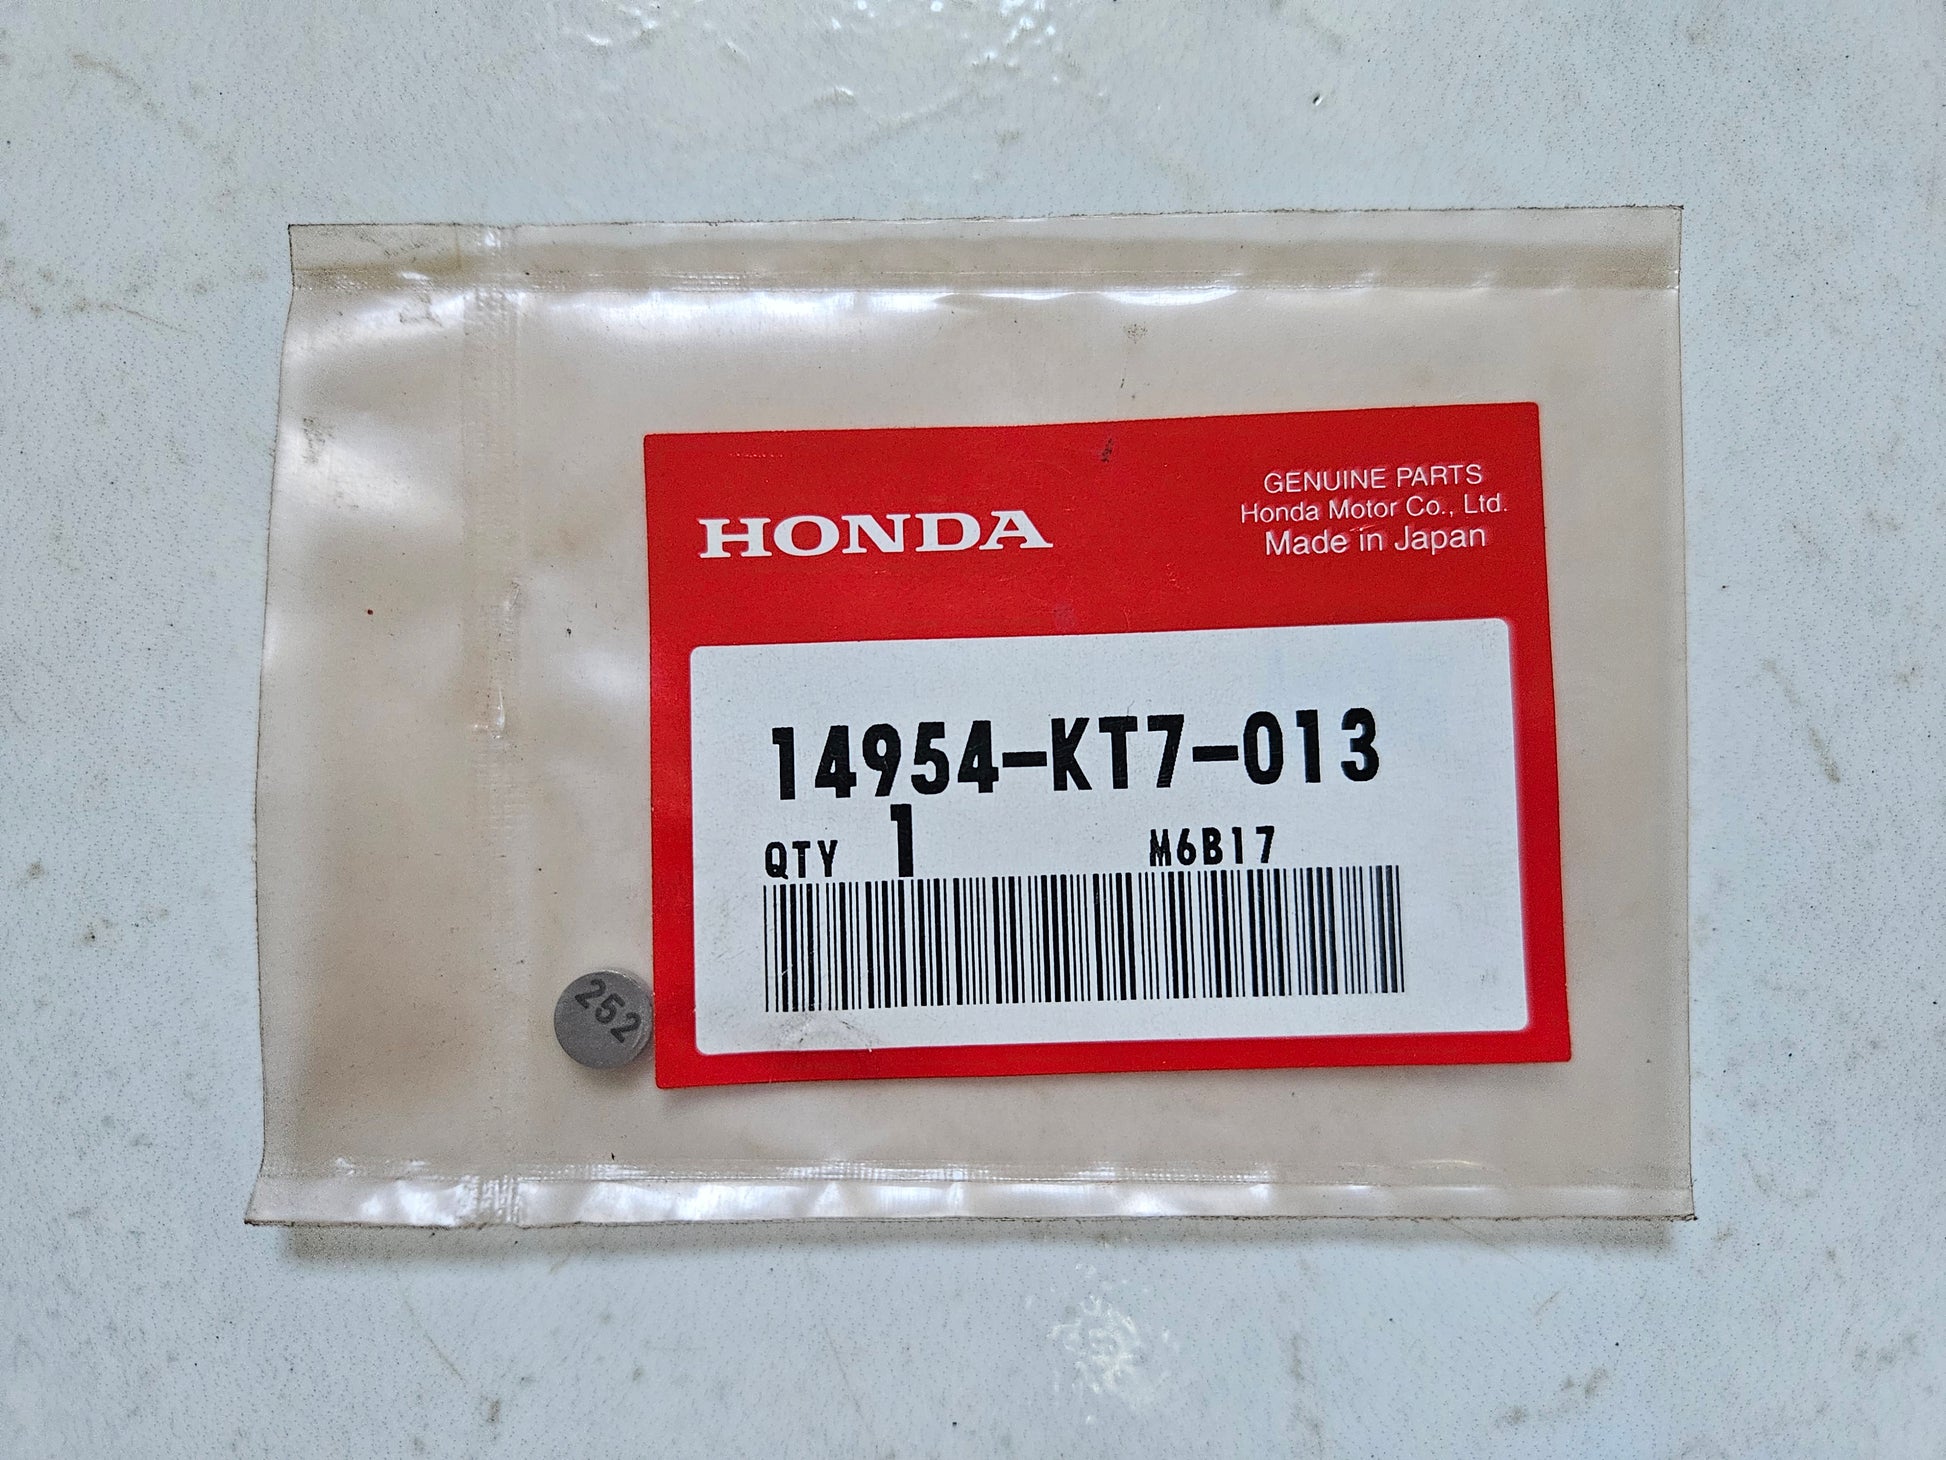 HONDA
GENUINE PARTS
Honda Motor Co., Ltd.
Made in Japan
14954-KT7-013
QTY 1 M6B17
252